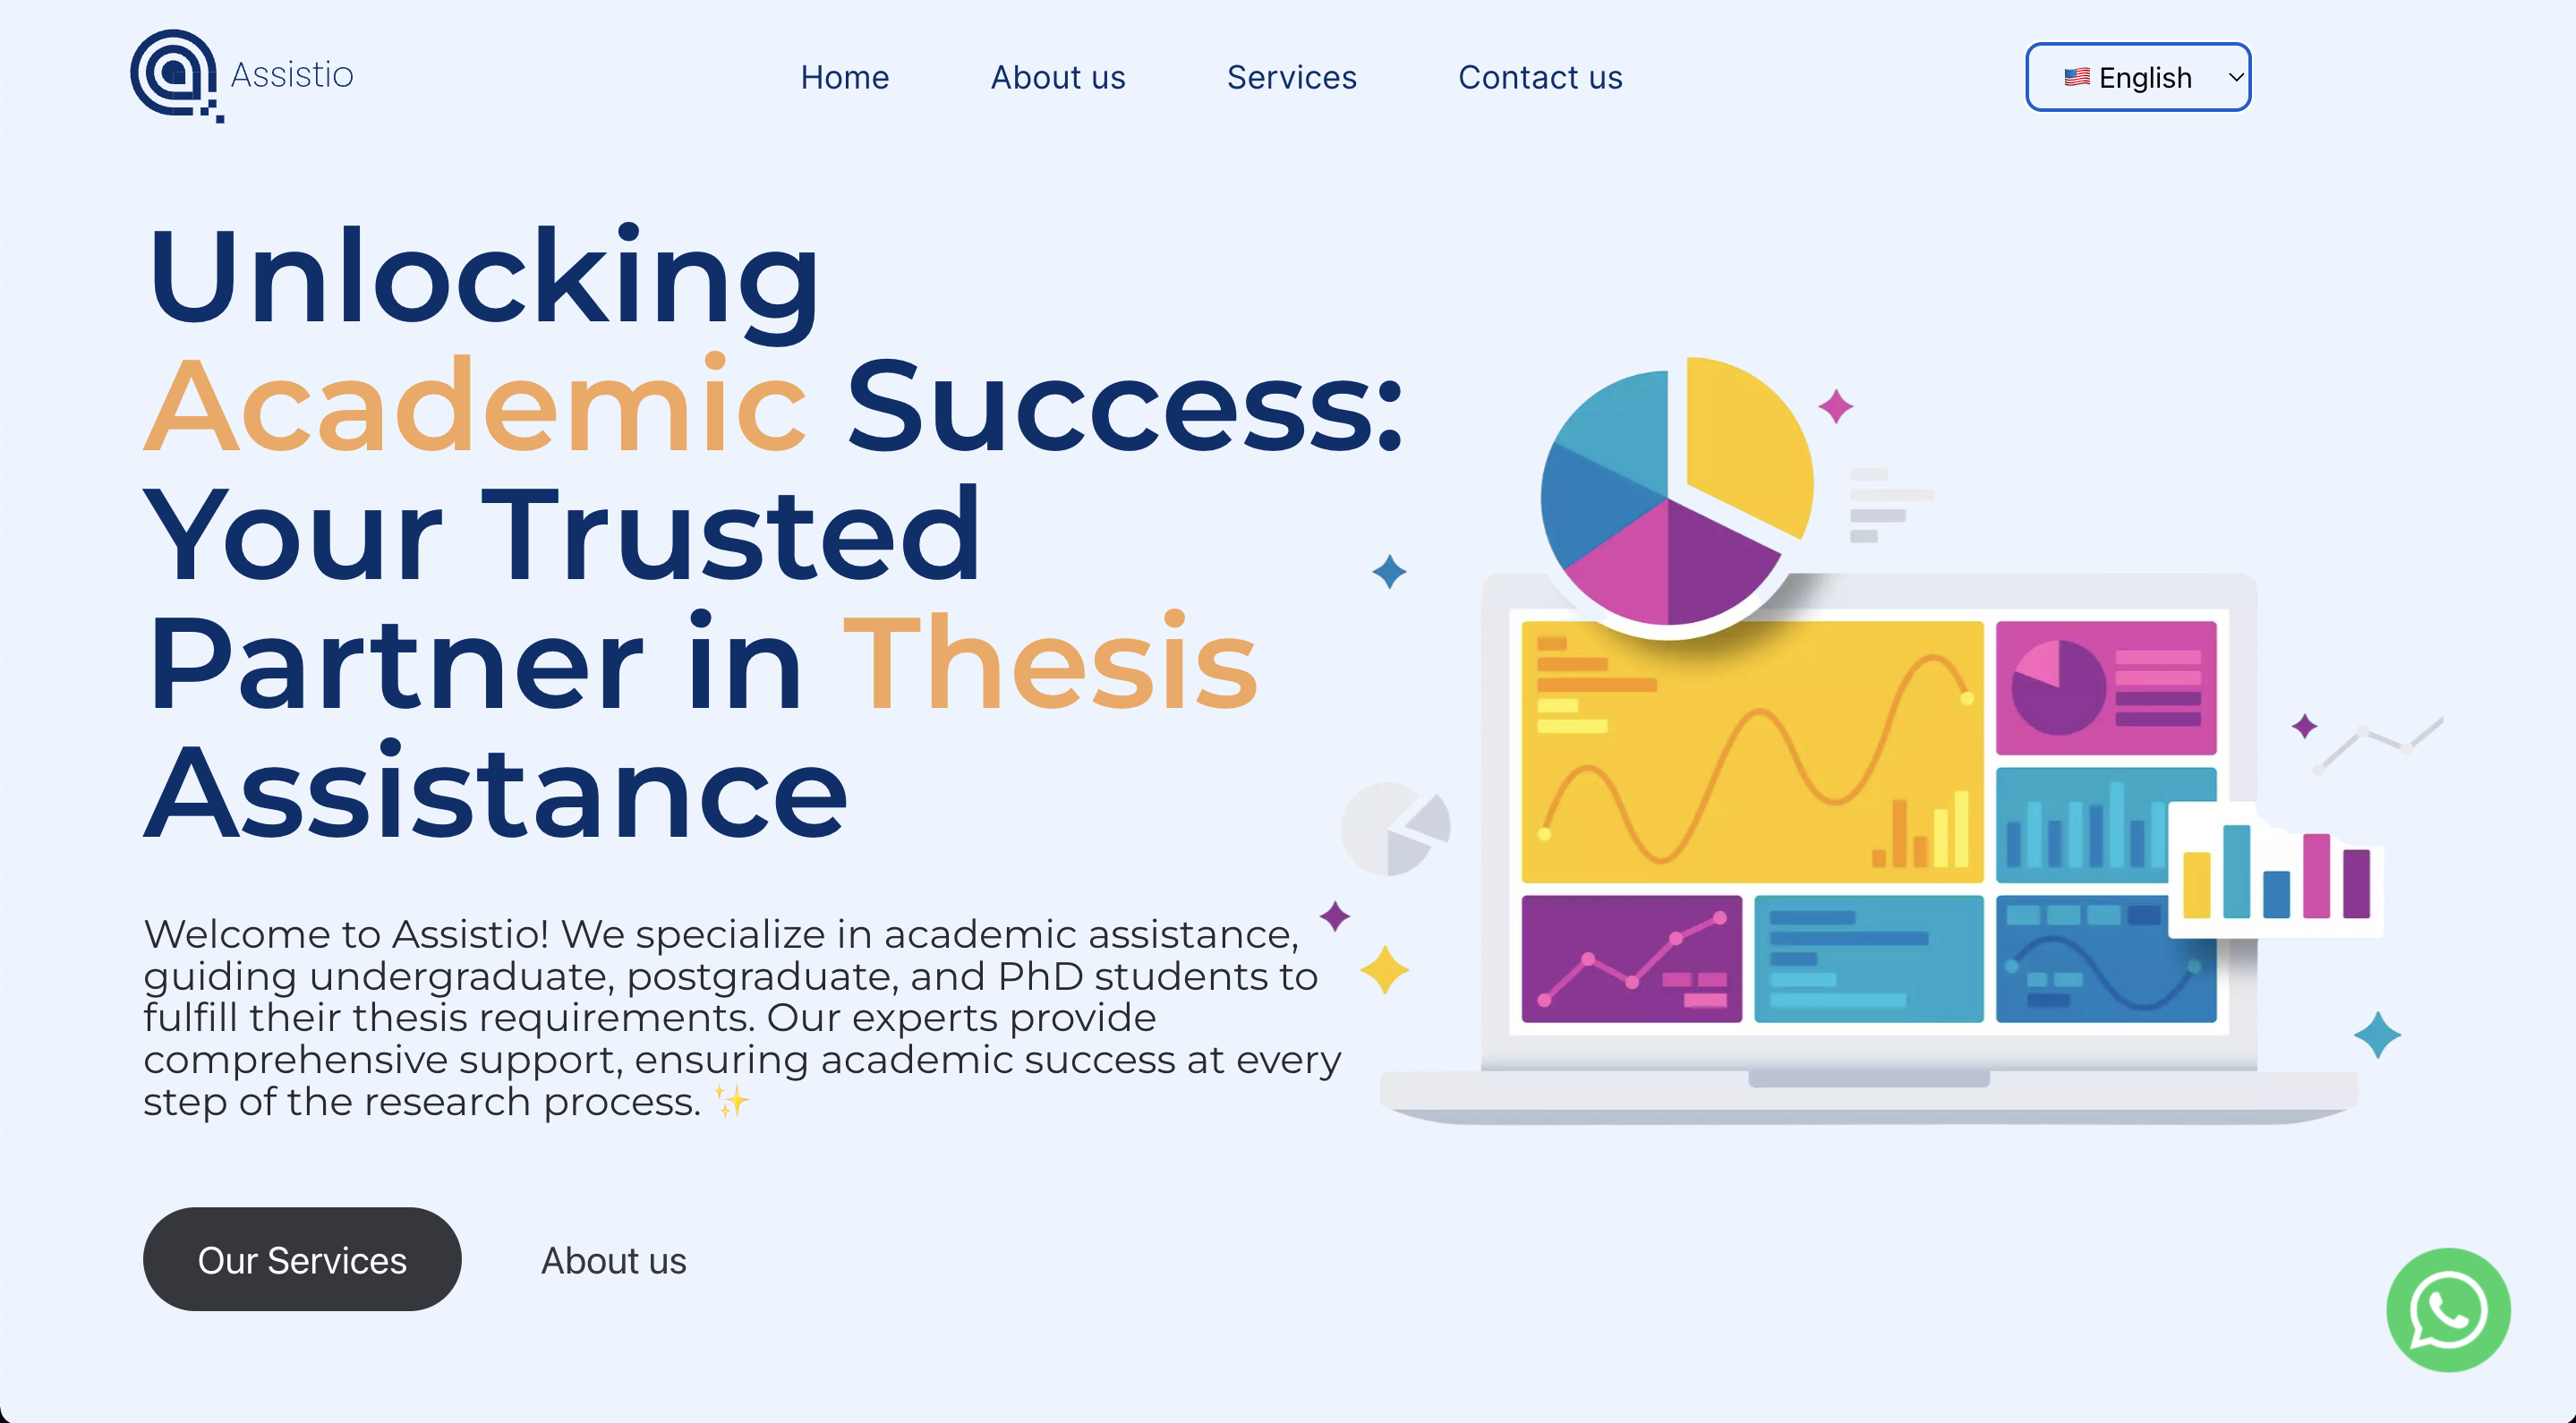 Assistio
Home
About us
Services
Contact us
🇺🇸 English
Unlocking
Academic Success:
Your Trusted
Partner in Thesis
Assistance
Welcome to Assistio! We specialize in academic assistance,
guiding undergraduate, postgraduate, and PhD students to
fulfill their thesis requirements. Our experts provide
comprehensive support, ensuring academic success at every
step of the research process. ✨
Our Services
About us